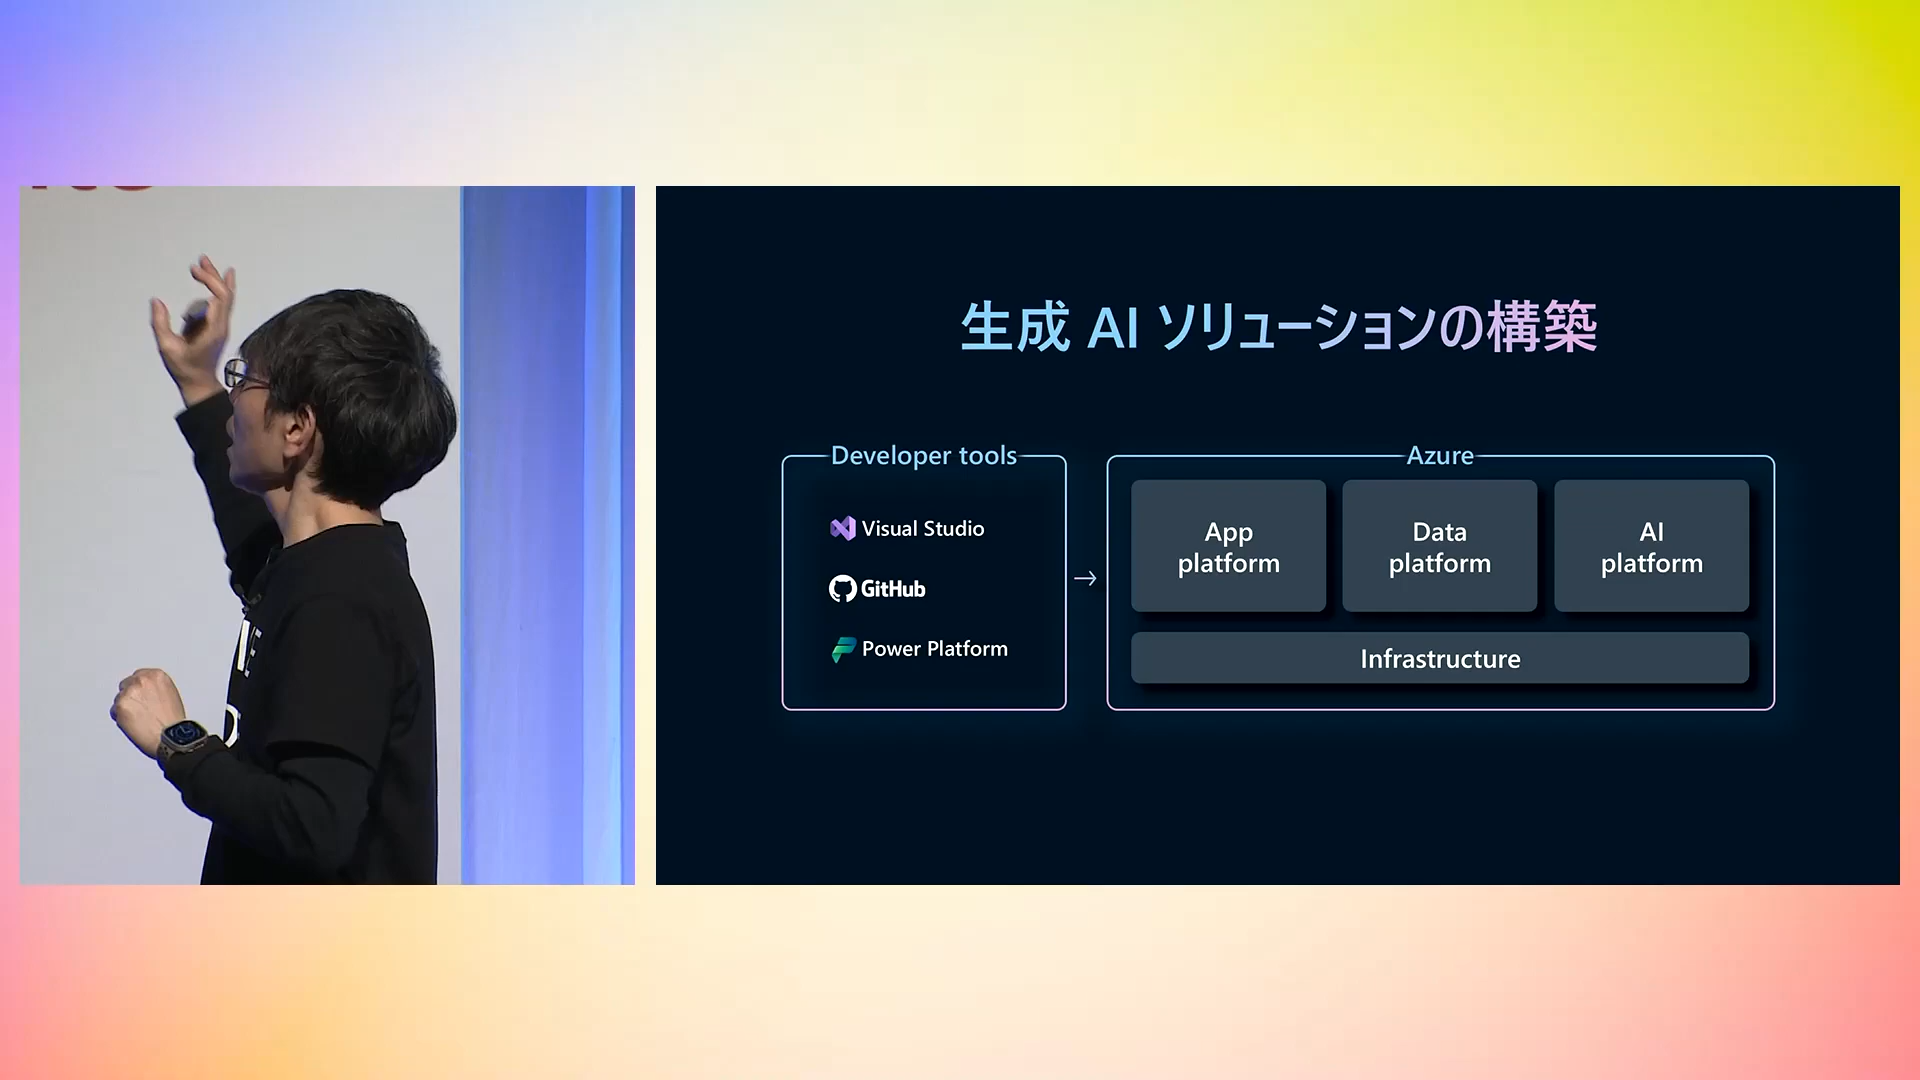 生成 AI ソリューションの構築
Developer tools
Visual Studio
GitHub
Power Platform
Azure
App
platform
Data
platform
AI
platform
Infrastructure